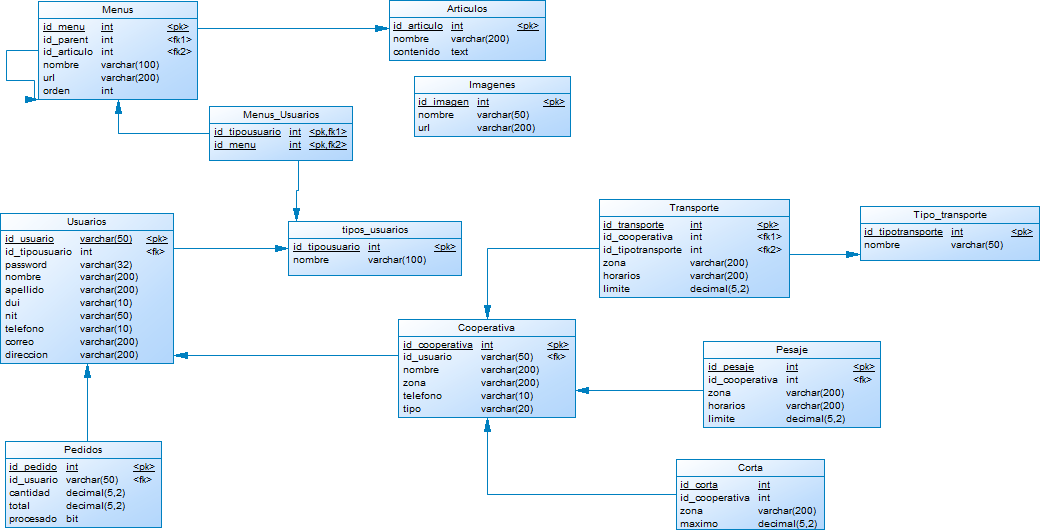 Menus
id_menu int <pk>
id_parent int <fk1>
id_articulo int <fk2>
nombre varchar(100)
url varchar(200)
orden int
Articulos
id_articulo int <pk>
nombre varchar(200)
contenido text
Imagenes
id_imagen int <pk>
nombre varchar(50)
url varchar(200)
Menus_Usuarios
id_tipousuario int <pk,fk1>
id_menu int <pk,fk2>
Usuarios
id_usuario varchar(50) <pk>
id_tipousuario int <fk>
password varchar(32)
nombre varchar(200)
apellido varchar(200)
dui varchar(10)
nit varchar(50)
telefono varchar(10)
correo varchar(200)
direccion varchar(200)
tipos_usuarios
id_tipousuario int <pk>
nombre varchar(100)
Transporte
id_transporte int <pk>
id_cooperativa int <fk1>
id_tipotransporte int <fk2>
zona varchar(200)
horarios varchar(200)
limite decimal(5,2)
Tipo_transporte
id_tipotransporte int <pk>
nombre varchar(50)
Cooperativa
id_cooperativa int <pk>
id_usuario varchar(50) <fk>
nombre varchar(200)
zona varchar(200)
telefono varchar(10)
tipo varchar(20)
Pesaje
id_pesaje int <pk>
id_cooperativa int <fk>
zona varchar(200)
horarios varchar(200)
limite decimal(5,2)
Pedidos
id_pedido int <pk>
id_usuario varchar(50) <fk>
cantidad decimal(5,2)
total decimal(5,2)
procesado bit
Corta
id_corta int
id_cooperativa int
zona varchar(200)
maximo decimal(5,2)